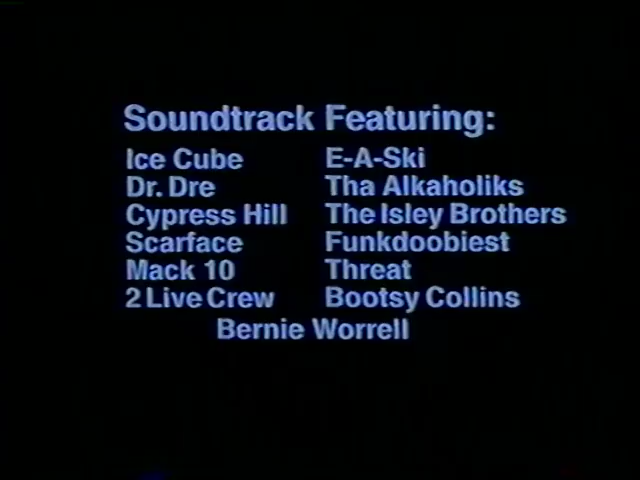 Soundtrack Featuring:
Ice Cube E-A-Ski
Dr. Dre Tha Alkaholiks
Cypress Hill The Isley Brothers
Scarface Funkdoobiest
Mack 10 Threat
2 Live Crew Bootsy Collins
Bernie Worrell